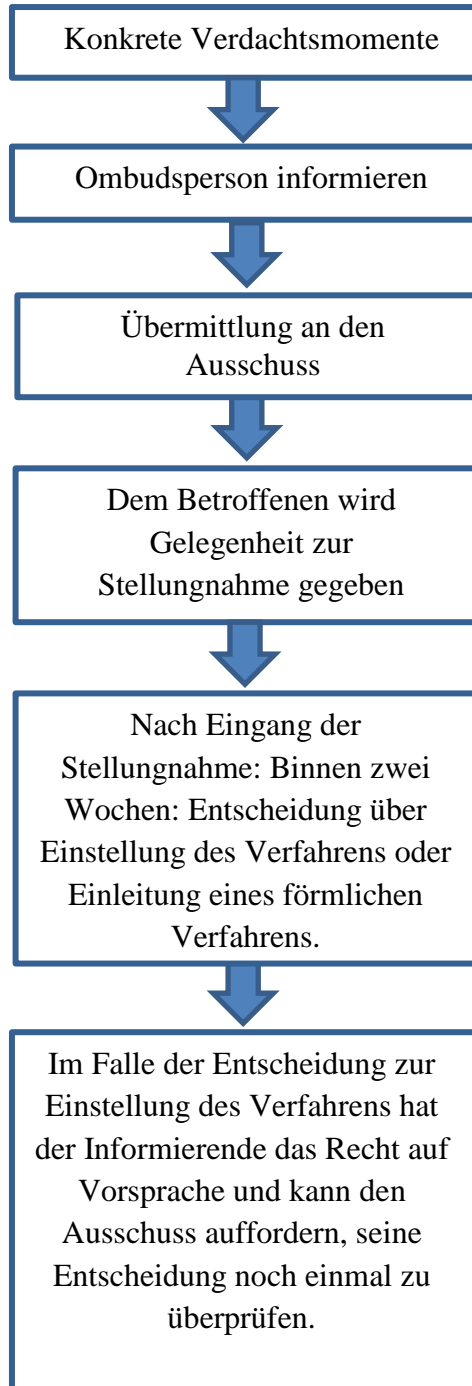 Konkrete Verdachtsmomente
Ombudsperson informieren
Übermittlung an den
Ausschuss
Dem Betroffenen wird
Gelegenheit zur
Stellungnahme gegeben
Nach Eingang der
Stellungnahme: Binnen zwei
Wochen: Entscheidung über
Einstellung des Verfahrens oder
Einleitung eines förmlichen
Verfahrens.
Im Falle der Entscheidung zur
Einstellung des Verfahrens hat
der Informierende das Recht auf
Vorsprache und kann den
Ausschuss auffordern, seine
Entscheidung noch einmal zu
überprüfen.